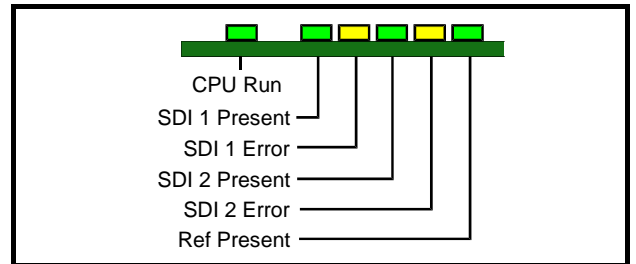 CPU Run
SDI 1 Present
SDI 1 Error
SDI 2 Present
SDI 2 Error
Ref Present